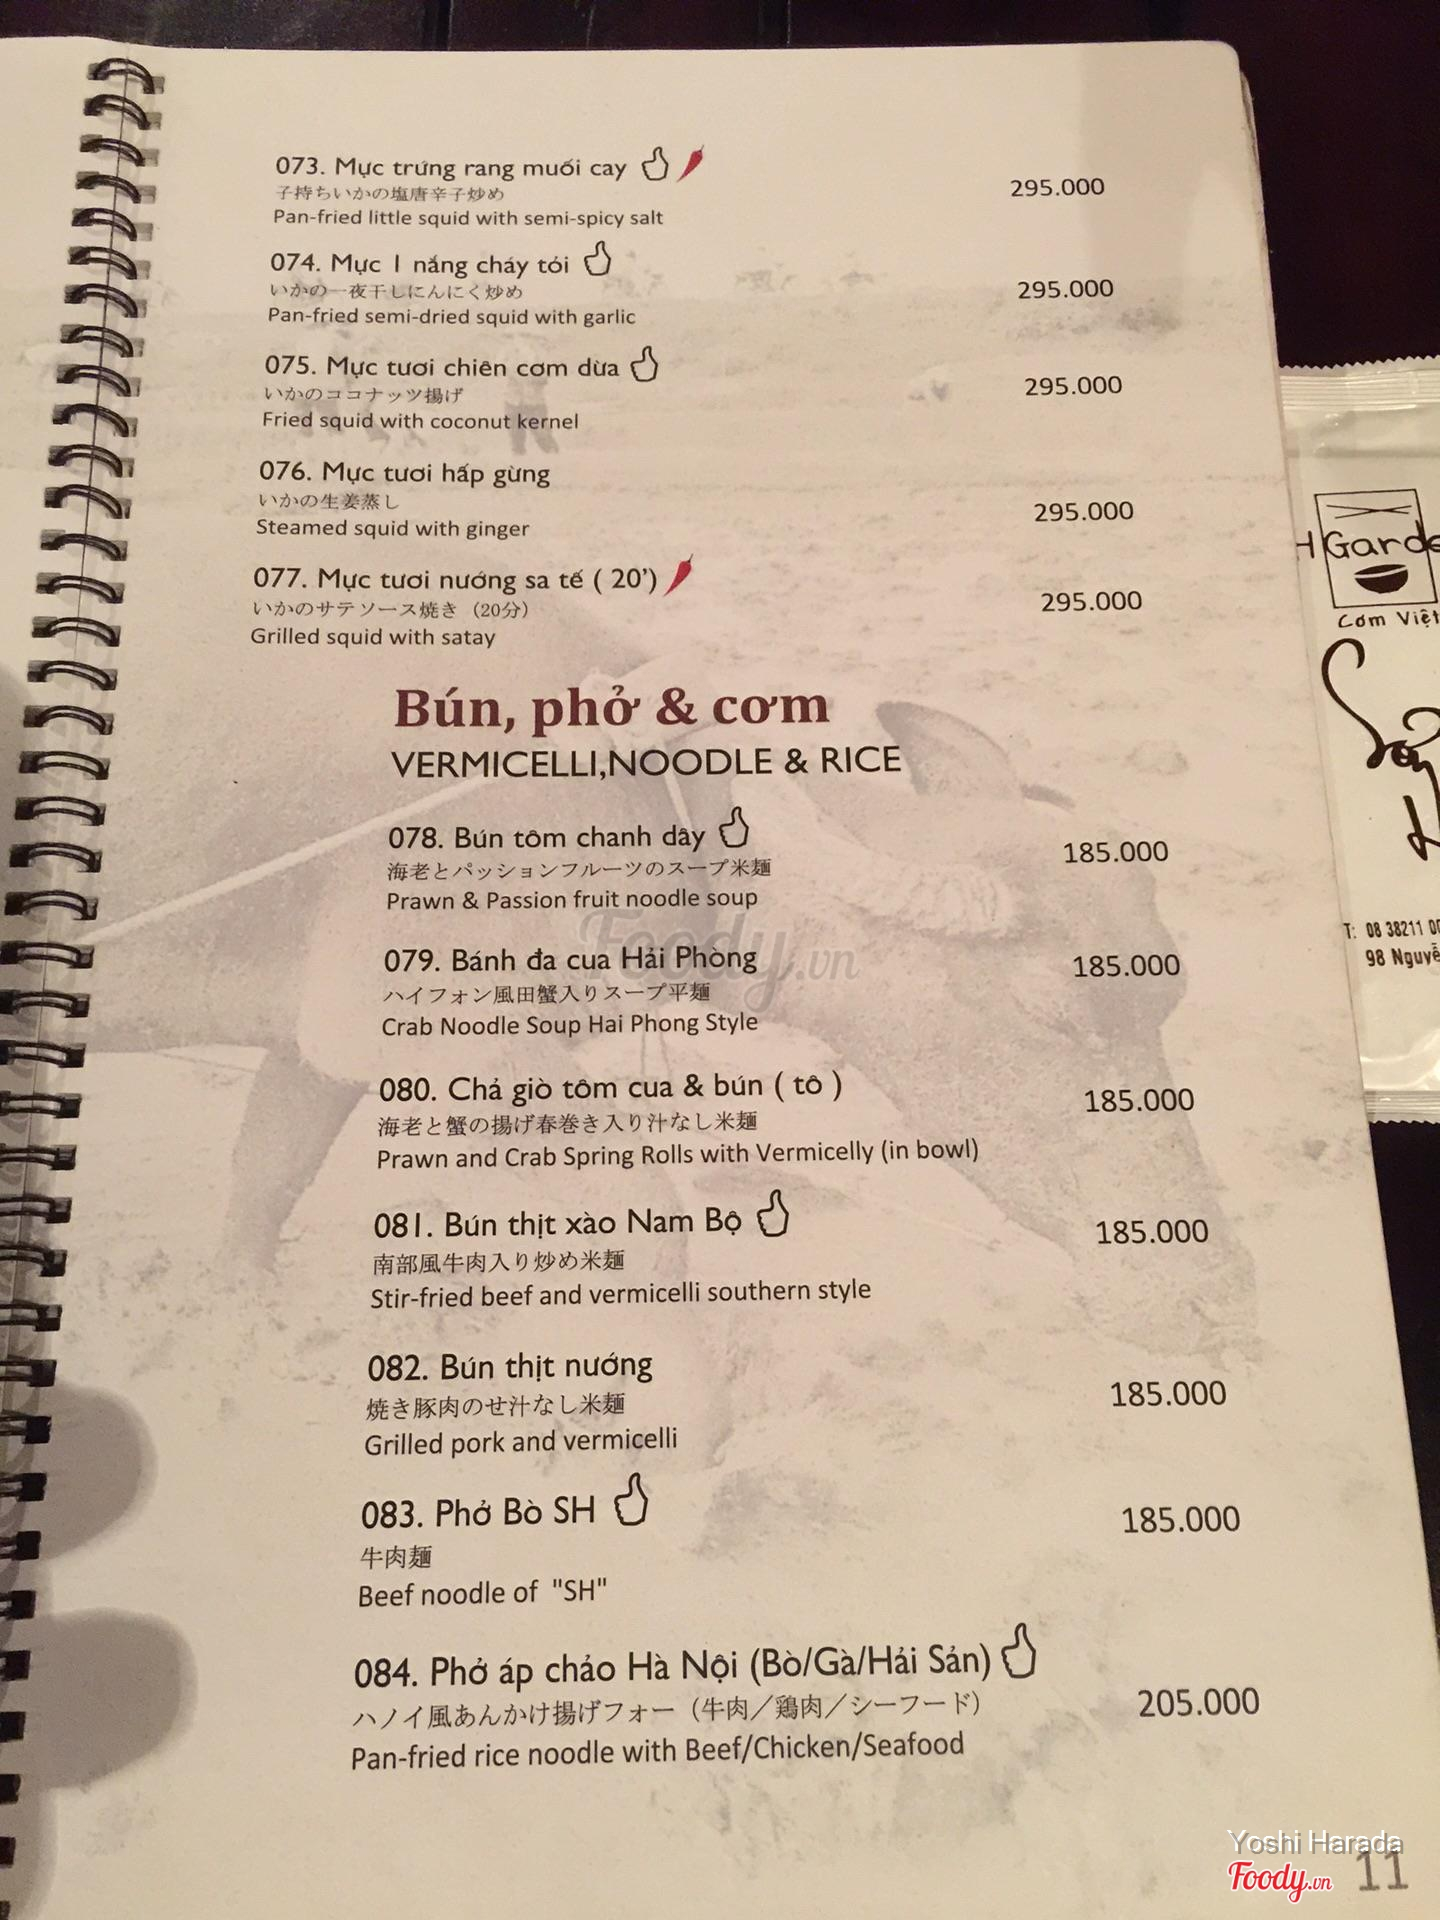 073. Mực trứng rang muối cay
295.000
子持ちいかの塩唐辛子炒め
Pan-fried little squid with semi-spicy salt
074. Mực 1 nắng cháy tỏi
295.000
いかの一夜干しにんにく炒め
Pan-fried semi-dried squid with garlic
075. Mực tươi chiên cơm dừa
295.000
いかのココナッツ揚げ
Fried squid with coconut kernel
076. Mực tươi hấp gừng
295.000
いかの生姜蒸し
Steamed squid with ginger
077. Mực tươi nướng sa tế ( 20’)
295.000
いかのサテソース焼き（20分）
Grilled squid with satay
Bún, phở & cơm
VERMICELLI,NOODLE & RICE
078. Bún tôm chanh dây
185.000
海老とパッションフルーツのスープ米麺
Prawn & Passion fruit noodle soup
079. Bánh đa cua Hải Phòng
185.000
ハイフォン風田蟹入りスープ平麺
Crab Noodle Soup Hai Phong Style
080. Chả giò tôm cua & bún ( tô )
185.000
海老と蟹の揚げ春巻き入り汁なし米麺
Prawn and Crab Spring Rolls with Vermicelly (in bowl)
081. Bún thịt xào Nam Bộ
185.000
南部風牛肉入り炒め米麺
Stir-fried beef and vermicelli southern style
082. Bún thịt nướng
185.000
焼き豚肉のせ汁なし米麺
Grilled pork and vermicelli
083. Phở Bò SH
185.000
牛肉麺
Beef noodle of "SH"
084. Phở áp chảo Hà Nội (Bò/Gà/Hải Sản)
205.000
ハノイ風あんかけ揚げフォー（牛肉／鶏肉／シーフード）
Pan-fried rice noodle with Beef/Chicken/Seafood
11
Foody.vn
H Garde
Cơm Việt
T: 08 38211 00
98 Nguyễ
Yoshi Harada
Foody.vn